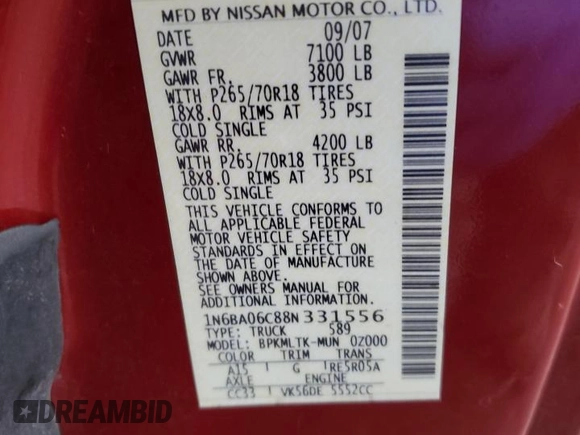 MFD BY NISSAN MOTOR CO., LTD.
DATE 09/07
GVWR 7100 LB
GAWR FR. 3800 LB
WITH P265/70R18 TIRES
18X8.0 RIMS AT 35 PSI
COLD SINGLE
GAWR RR. 4200 LB
WITH P265/70R18 TIRES
18X8.0 RIMS AT 35 PSI
COLD SINGLE
THIS VEHICLE CONFORMS TO
ALL APPLICABLE FEDERAL
MOTOR VEHICLE SAFETY
STANDARDS IN EFFECT ON
THE DATE OF MANUFACTURE
SHOWN ABOVE.
SEE OWNERS MANUAL FOR
ADDITIONAL INFORMATION
1N6BA06C88N331556
TYPE: TRUCK 589
MODEL: BPKMLTK-MUN 0Z000
COLOR TRIM TRANS
A15 G RE5R05A
AXLE ENGINE
CC33 VK56DE 5552CC
DREAMBID.COM